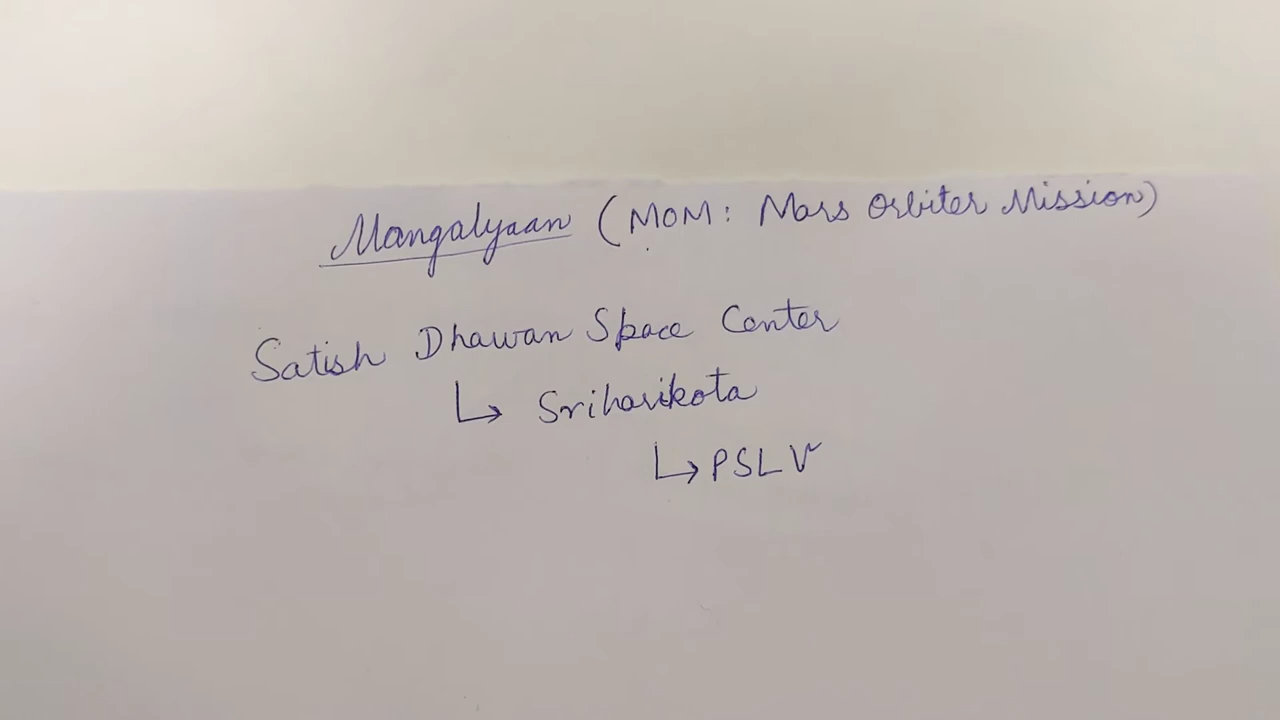 Mangalyaan (MOM: Mars Orbiter Mission)
Satish Dhawan Space Center
↳ Sriharikota
↳ PSLV